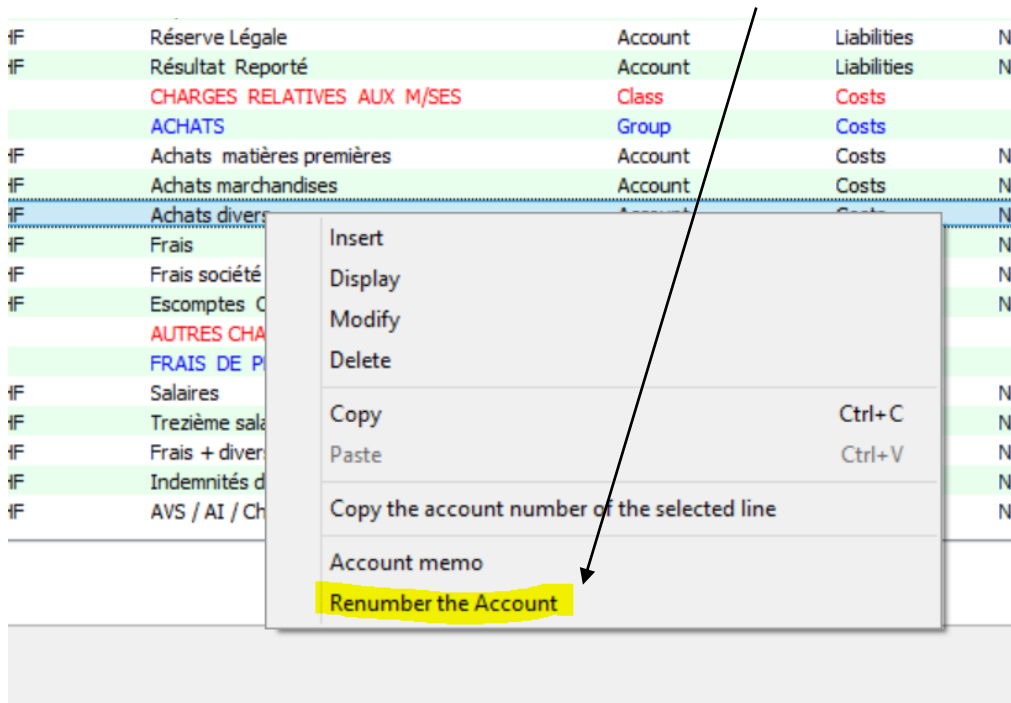 HF Réserve Légale Account Liabilities N
HF Résultat Reporté Account Liabilities N
CHARGES RELATIVES AUX M/SES Class Costs
ACHATS Group Costs
HF Achats matières premières Account Costs N
HF Achats marchandises Account Costs N
HF Achats divers Account Costs N
HF Frais N
HF Frais société N
HF Escomptes C N
AUTRES CHA
FRAIS DE P
HF Salaires N
HF Trezième sala N
HF Frais + diver N
HF Indemnités d N
HF AVS / AI / Ch N
Insert
Display
Modify
Delete
Copy Ctrl+C
Paste Ctrl+V
Copy the account number of the selected line
Account memo
Renumber the Account